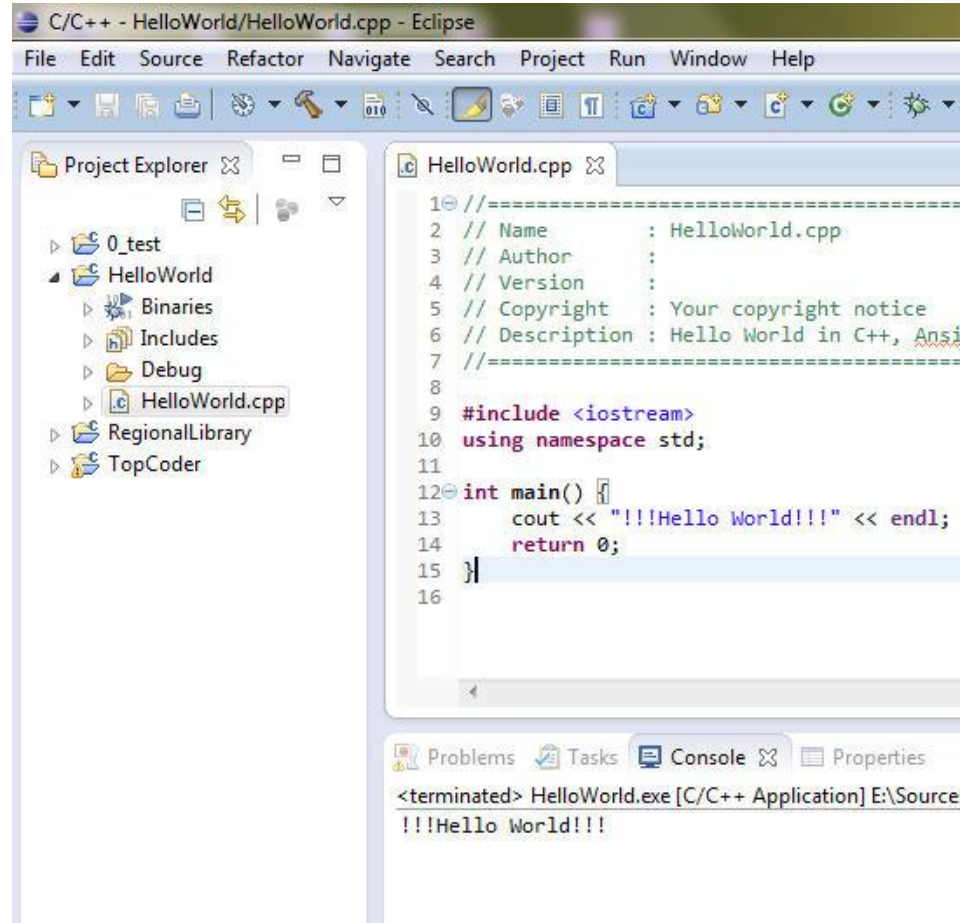 C/C++ - HelloWorld/HelloWorld.cpp - Eclipse
File Edit Source Refactor Navigate Search Project Run Window Help
Project Explorer
0_test
HelloWorld
Binaries
Includes
Debug
HelloWorld.cpp
RegionalLibrary
TopCoder
HelloWorld.cpp
1 //========================================
2 // Name        : HelloWorld.cpp
3 // Author      :
4 // Version     :
5 // Copyright   : Your copyright notice
6 // Description : Hello World in C++, Ansi
7 //========================================
8
9 #include <iostream>
10 using namespace std;
11
12 int main() {
13     cout << "!!!Hello World!!!" << endl;
14     return 0;
15 }
16
Problems Tasks Console Properties
<terminated> HelloWorld.exe [C/C++ Application] E:\Source
!!!Hello World!!!